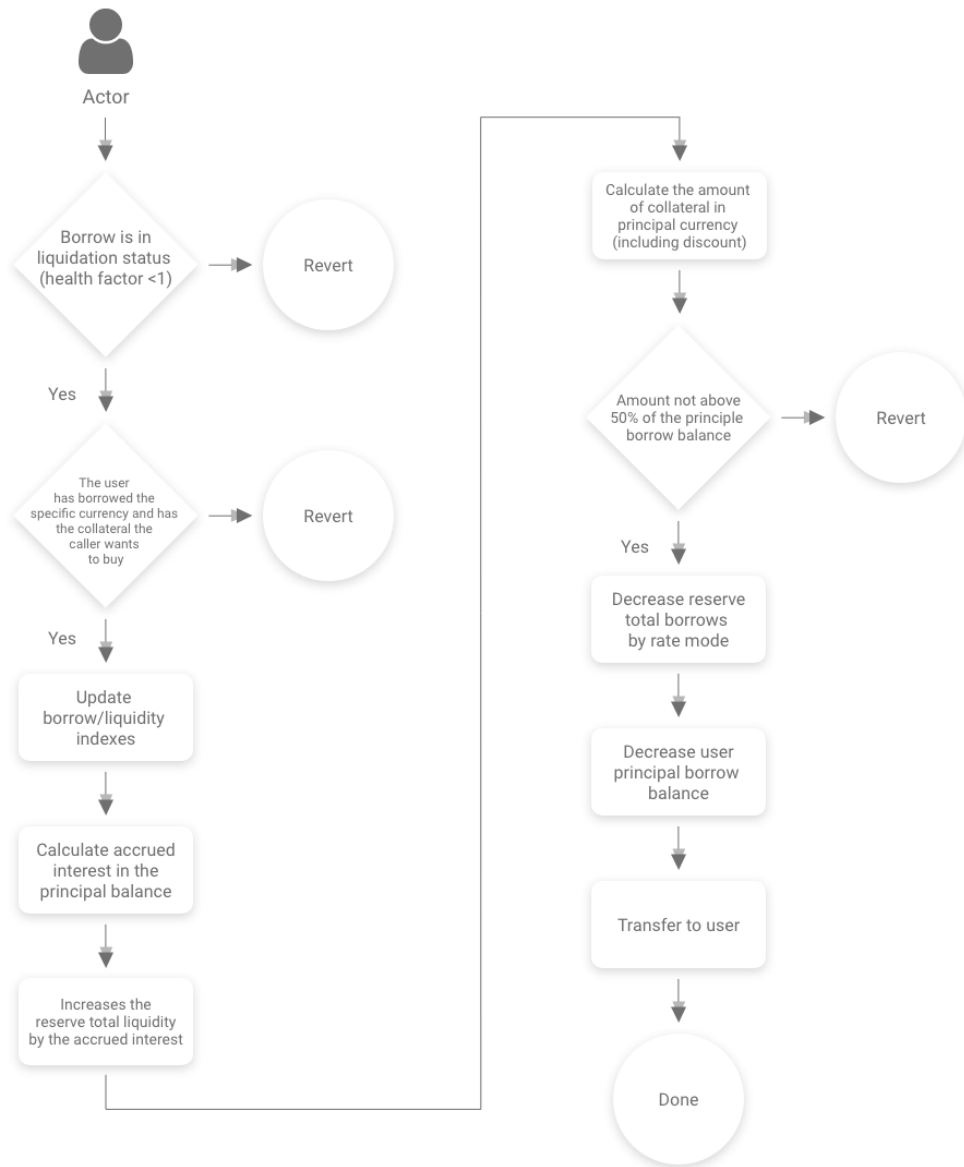 Actor
Borrow is in
liquidation status
(health factor <1)
Revert
Yes
The user
has borrowed the
specific currency and has
the collateral the
caller wants
to buy
Revert
Yes
Update
borrow/liquidity
indexes
Calculate accrued
interest in the
principal balance
Increases the
reserve total liquidity
by the accrued interest
Calculate the amount
of collateral in
principal currency
(including discount)
Amount not above
50% of the principle
borrow balance
Revert
Yes
Decrease reserve
total borrows
by rate mode
Decrease user
principal borrow
balance
Transfer to user
Done